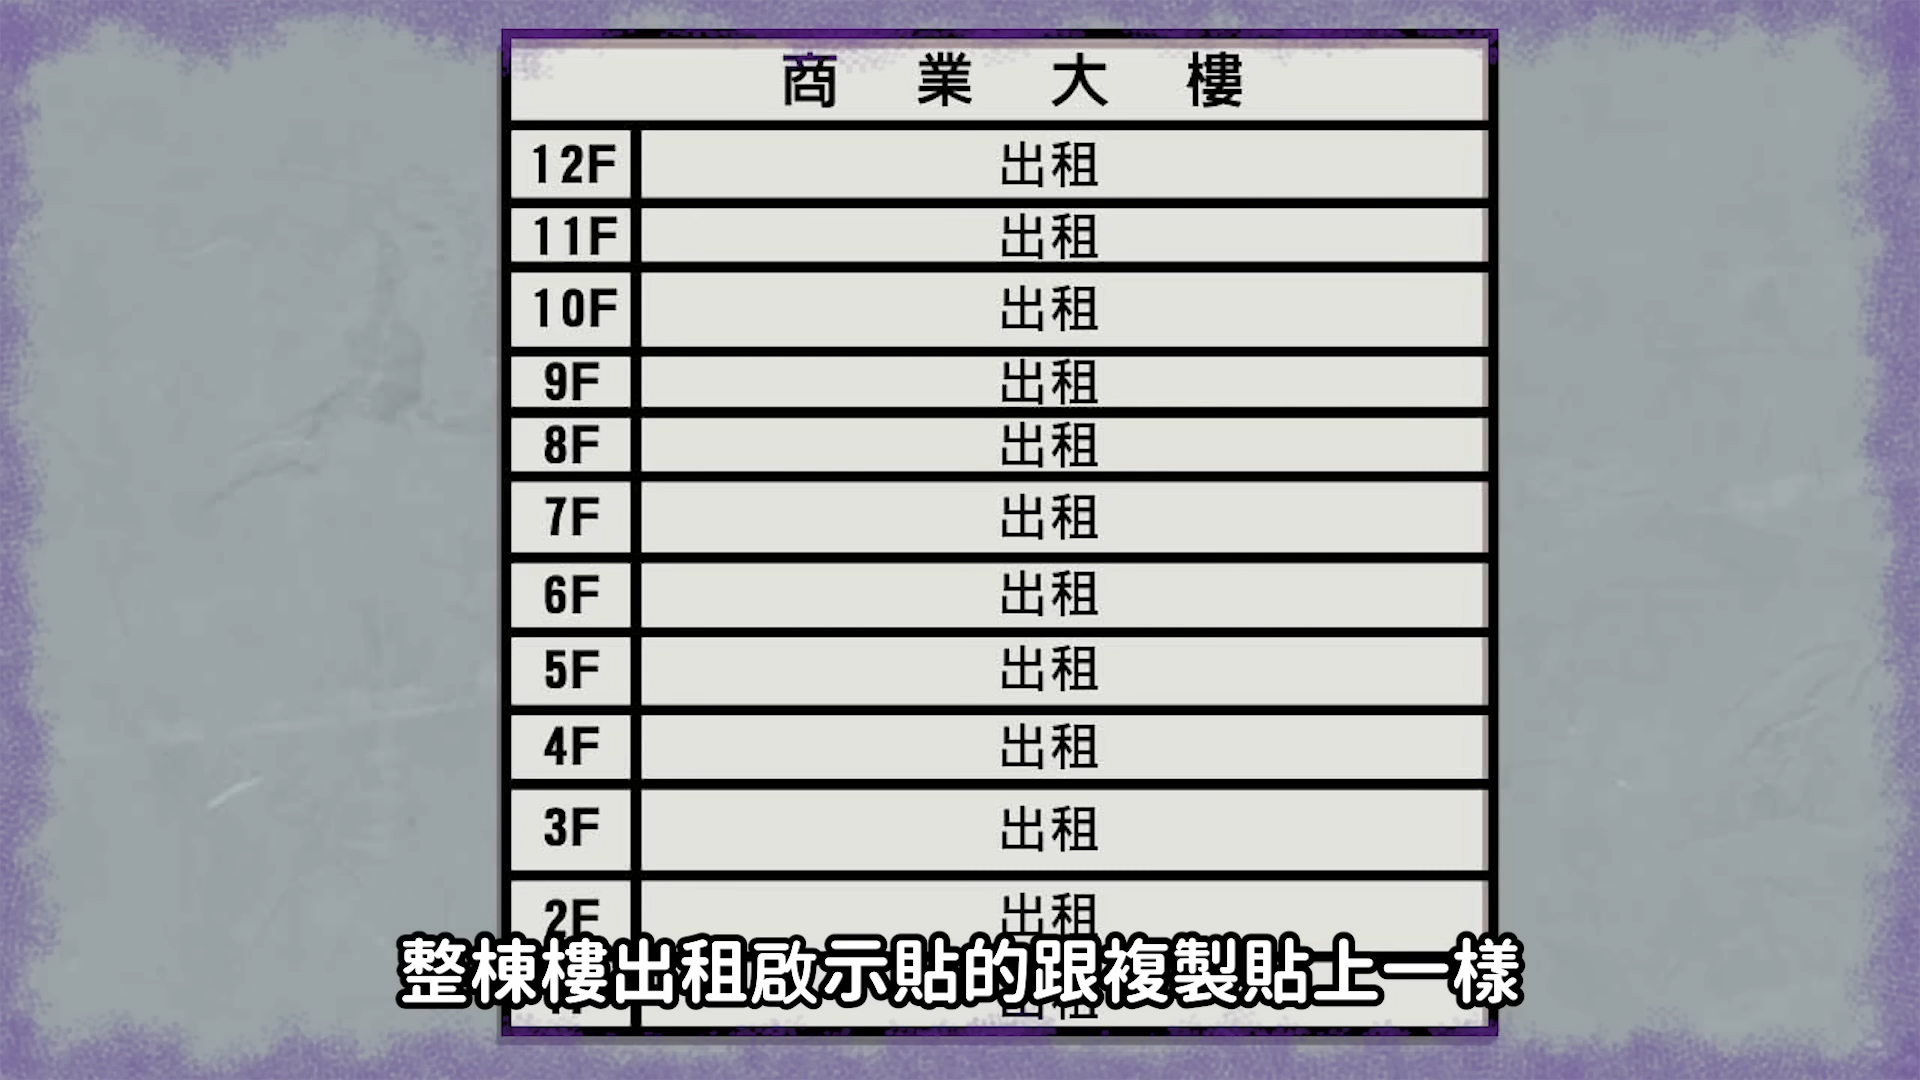 商業大樓
12F 出租
11F 出租
10F 出租
9F 出租
8F 出租
7F 出租
6F 出租
5F 出租
4F 出租
3F 出租
2F 出租
整棟樓出租啟示貼的跟複製貼上一樣